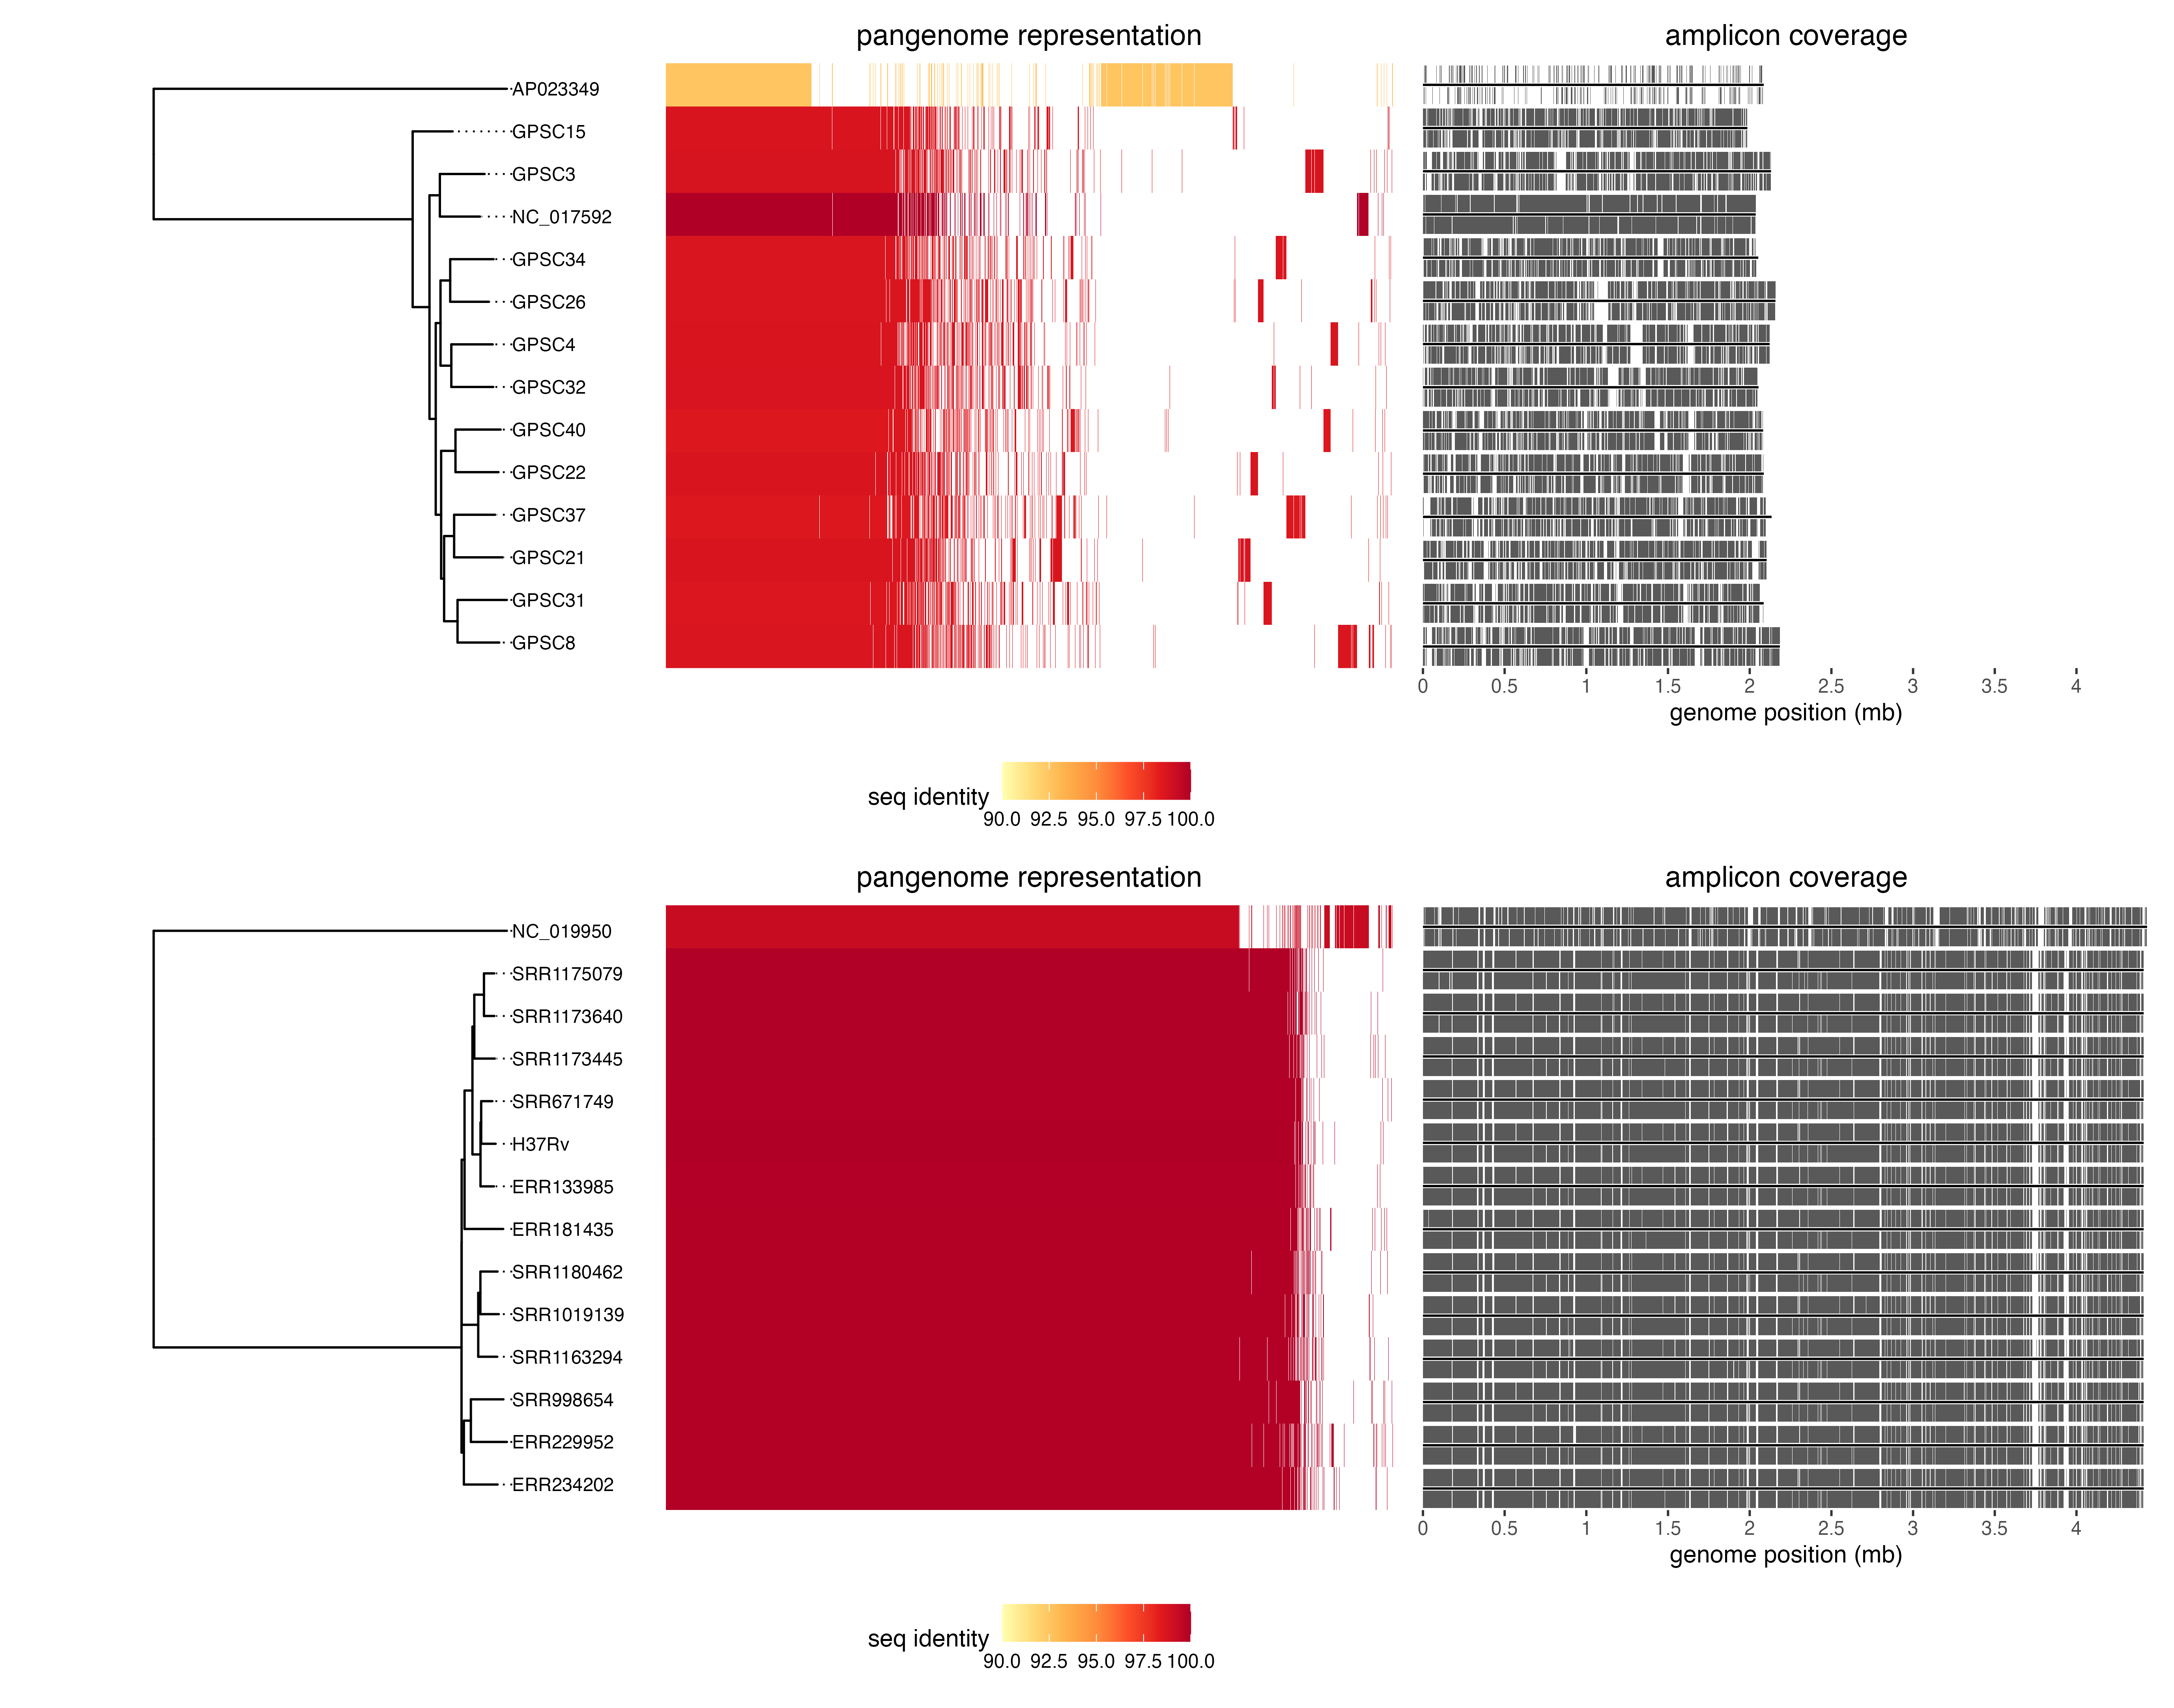 pangenome representation
amplicon coverage
AP023349
GPSC15
GPSC3
NC_017592
GPSC34
GPSC26
GPSC4
GPSC32
GPSC40
GPSC22
GPSC37
GPSC21
GPSC31
GPSC8
0 0.5 1 1.5 2 2.5 3 3.5 4
genome position (mb)
seq identity
90.0 92.5 95.0 97.5 100.0
pangenome representation
amplicon coverage
NC_019950
SRR1175079
SRR1173640
SRR1173445
SRR671749
H37Rv
ERR133985
ERR181435
SRR1180462
SRR1019139
SRR1163294
SRR998654
ERR229952
ERR234202
0 0.5 1 1.5 2 2.5 3 3.5 4
genome position (mb)
seq identity
90.0 92.5 95.0 97.5 100.0